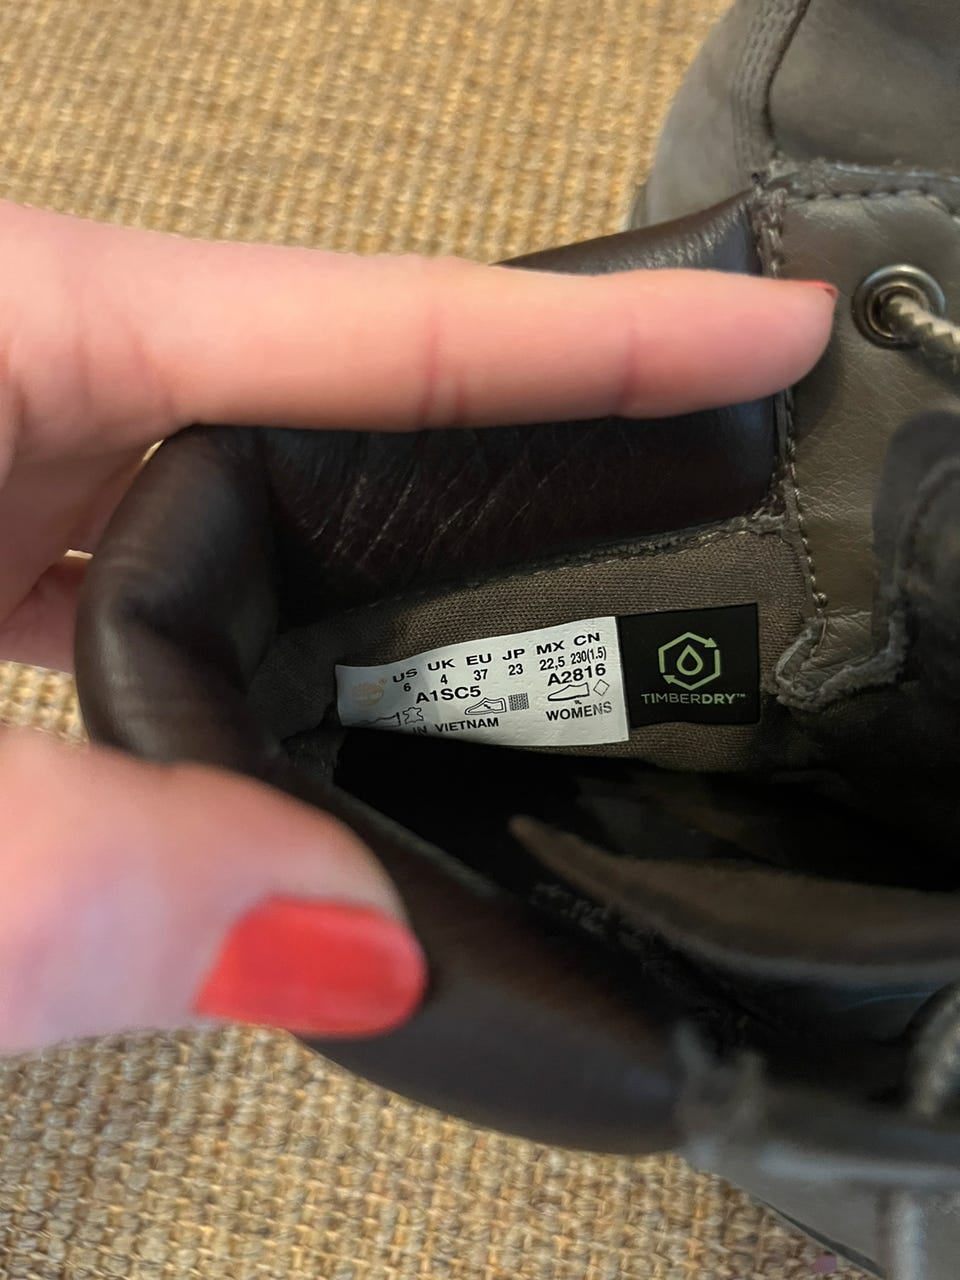 US UK EU JP MX CN
6 4 37 23 22,5 230(1.5)
A1SC5 A2816
IN VIETNAM WOMENS
TIMBERDRY™